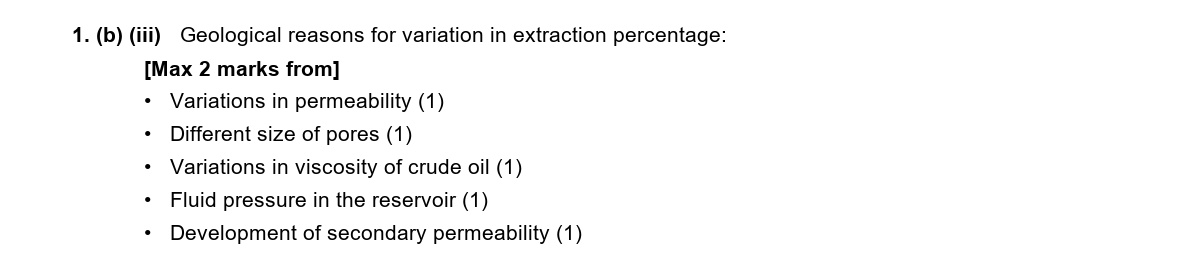 1. (b) (iii) Geological reasons for variation in extraction percentage:
[Max 2 marks from]
• Variations in permeability (1)
• Different size of pores (1)
• Variations in viscosity of crude oil (1)
• Fluid pressure in the reservoir (1)
• Development of secondary permeability (1)